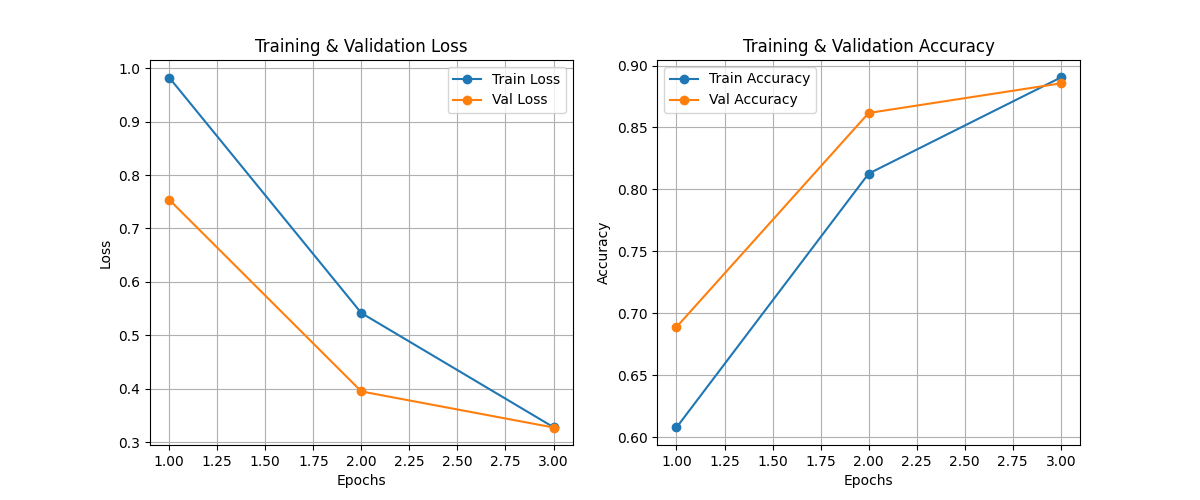 Training & Validation Loss
Train Loss
Val Loss
1.0
0.9
0.8
0.7
0.6
0.5
0.4
0.3
Loss
1.00 1.25 1.50 1.75 2.00 2.25 2.50 2.75 3.00
Epochs
Training & Validation Accuracy
Train Accuracy
Val Accuracy
0.90
0.85
0.80
0.75
0.70
0.65
0.60
Accuracy
1.00 1.25 1.50 1.75 2.00 2.25 2.50 2.75 3.00
Epochs